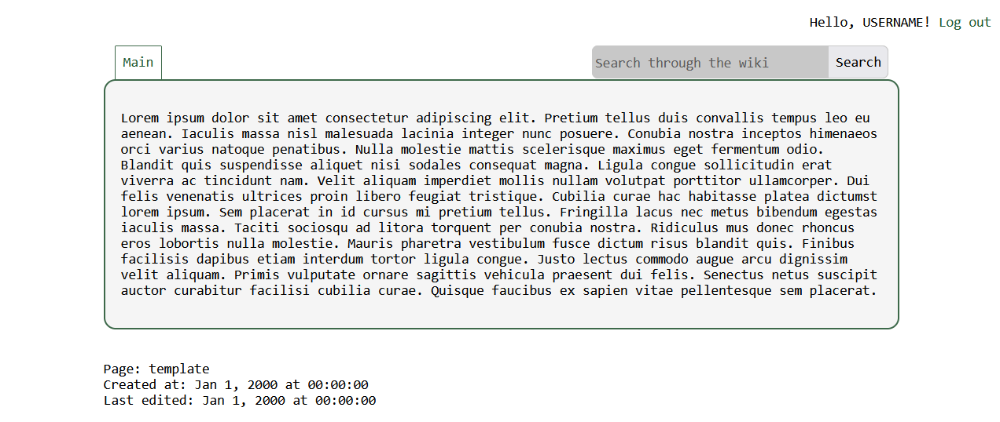 Hello, USERNAME! Log out
Main
Search through the wiki
Search
Lorem ipsum dolor sit amet consectetur adipiscing elit. Pretium tellus duis convallis tempus leo eu
aenean. Iaculis massa nisl malesuada lacinia integer nunc posuere. Conubia nostra inceptos himenaeos
orci varius natoque penatibus. Nulla molestie mattis scelerisque maximus eget fermentum odio.
Blandit quis suspendisse aliquet nisi sodales consequat magna. Ligula congue sollicitudin erat
viverra ac tincidunt nam. Velit aliquam imperdiet mollis nullam volutpat porttitor ullamcorper. Dui
felis venenatis ultrices proin libero feugiat tristique. Cubilia curae hac habitasse platea dictumst
lorem ipsum. Sem placerat in id cursus mi pretium tellus. Fringilla lacus nec metus bibendum egestas
iaculis massa. Taciti sociosqu ad litora torquent per conubia nostra. Ridiculus mus donec rhoncus
eros lobortis nulla molestie. Mauris pharetra vestibulum fusce dictum risus blandit quis. Finibus
facilisis dapibus etiam interdum tortor ligula congue. Justo lectus commodo augue arcu dignissim
velit aliquam. Primis vulputate ornare sagittis vehicula praesent dui felis. Senectus netus suscipit
auctor curabitur facilisi cubilia curae. Quisque faucibus ex sapien vitae pellentesque sem placerat.
Page: template
Created at: Jan 1, 2000 at 00:00:00
Last edited: Jan 1, 2000 at 00:00:00